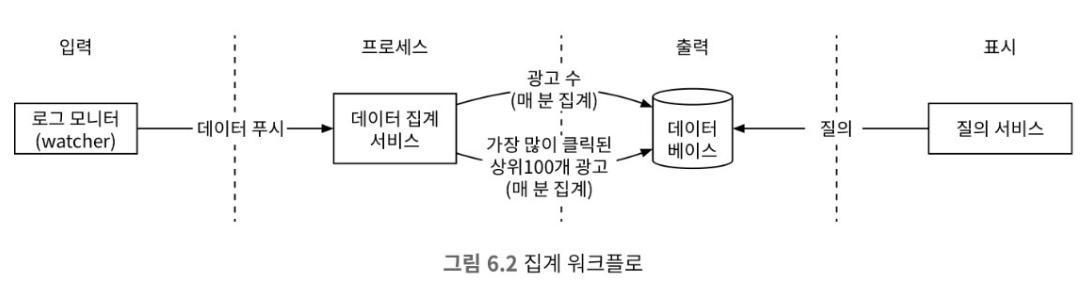 입력
프로세스
출력
표시
로그 모니터
(watcher)
데이터 푸시
데이터 집계
서비스
광고 수
(매 분 집계)
가장 많이 클릭된
상위100개 광고
(매 분 집계)
데이터
베이스
질의
질의 서비스
그림 6.2 집계 워크플로